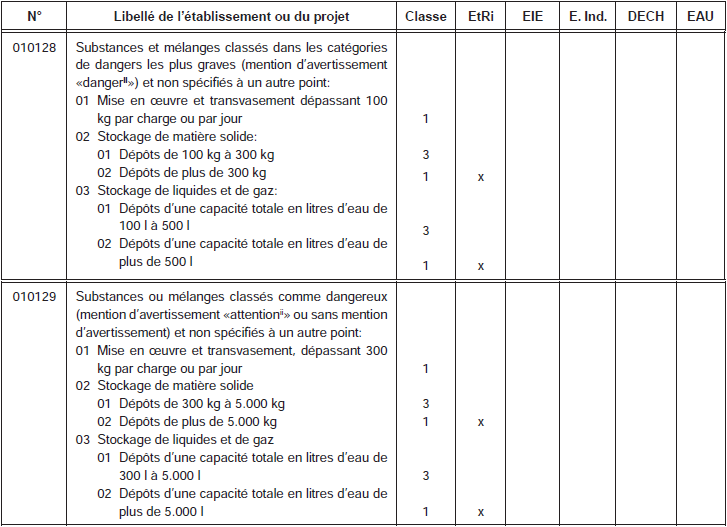 N° Libellé de l'établissement ou du projet Classe EtRi EIE E. Ind. DECH EAU
010128 Substances et mélanges classés dans les catégories
de dangers les plus graves (mention d'avertissement
«dangerⁱⁱ») et non spécifiés à un autre point:
01 Mise en œuvre et transvasement dépassant 100
kg par charge ou par jour 1
02 Stockage de matière solide:
01 Dépôts de 100 kg à 300 kg 3
02 Dépôts de plus de 300 kg 1 x
03 Stockage de liquides et de gaz:
01 Dépôts d'une capacité totale en litres d'eau de
100 l à 500 l 3
02 Dépôts d'une capacité totale en litres d'eau de
plus de 500 l 1 x
010129 Substances ou mélanges classés comme dangereux
(mention d'avertissement «attentionⁱⁱ» ou sans mention
d'avertissement) et non spécifiés à un autre point:
01 Mise en œuvre et transvasement, dépassant 300
kg par charge ou par jour 1
02 Stockage de matière solide
01 Dépôts de 300 kg à 5.000 kg 3
02 Dépôts de plus de 5.000 kg 1 x
03 Stockage de liquides et de gaz
01 Dépôts d'une capacité totale en litres d'eau de
300 l à 5.000 l 3
02 Dépôts d'une capacité totale en litres d'eau de
plus de 5.000 l 1 x